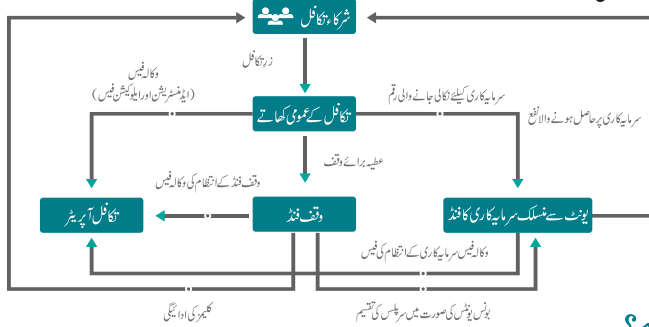 شرکاء تکافل
زرِ تکافل
وکالہ فیس
(ایڈمنسٹریشن اور ایلوکیشن فیس)
سرمایہ کاری کیلئے نکالی جانے والی رقم
تکافل کے عمومی کھاتے
سرمایہ کاری پر حاصل ہونے والا نفع
عطیہ برائے وقف
وقف فنڈ کے انتظام کی وکالہ فیس
تکافل آپریٹر
وقف فنڈ
یونٹ سے منسلک سرمایہ کاری کا فنڈ
وکالہ فیس سرمایہ کاری کے انتظام کی فیس
کلیمز کی ادائیگی
بونس یونٹس کی صورت میں سرپلس کی تقسیم
؟